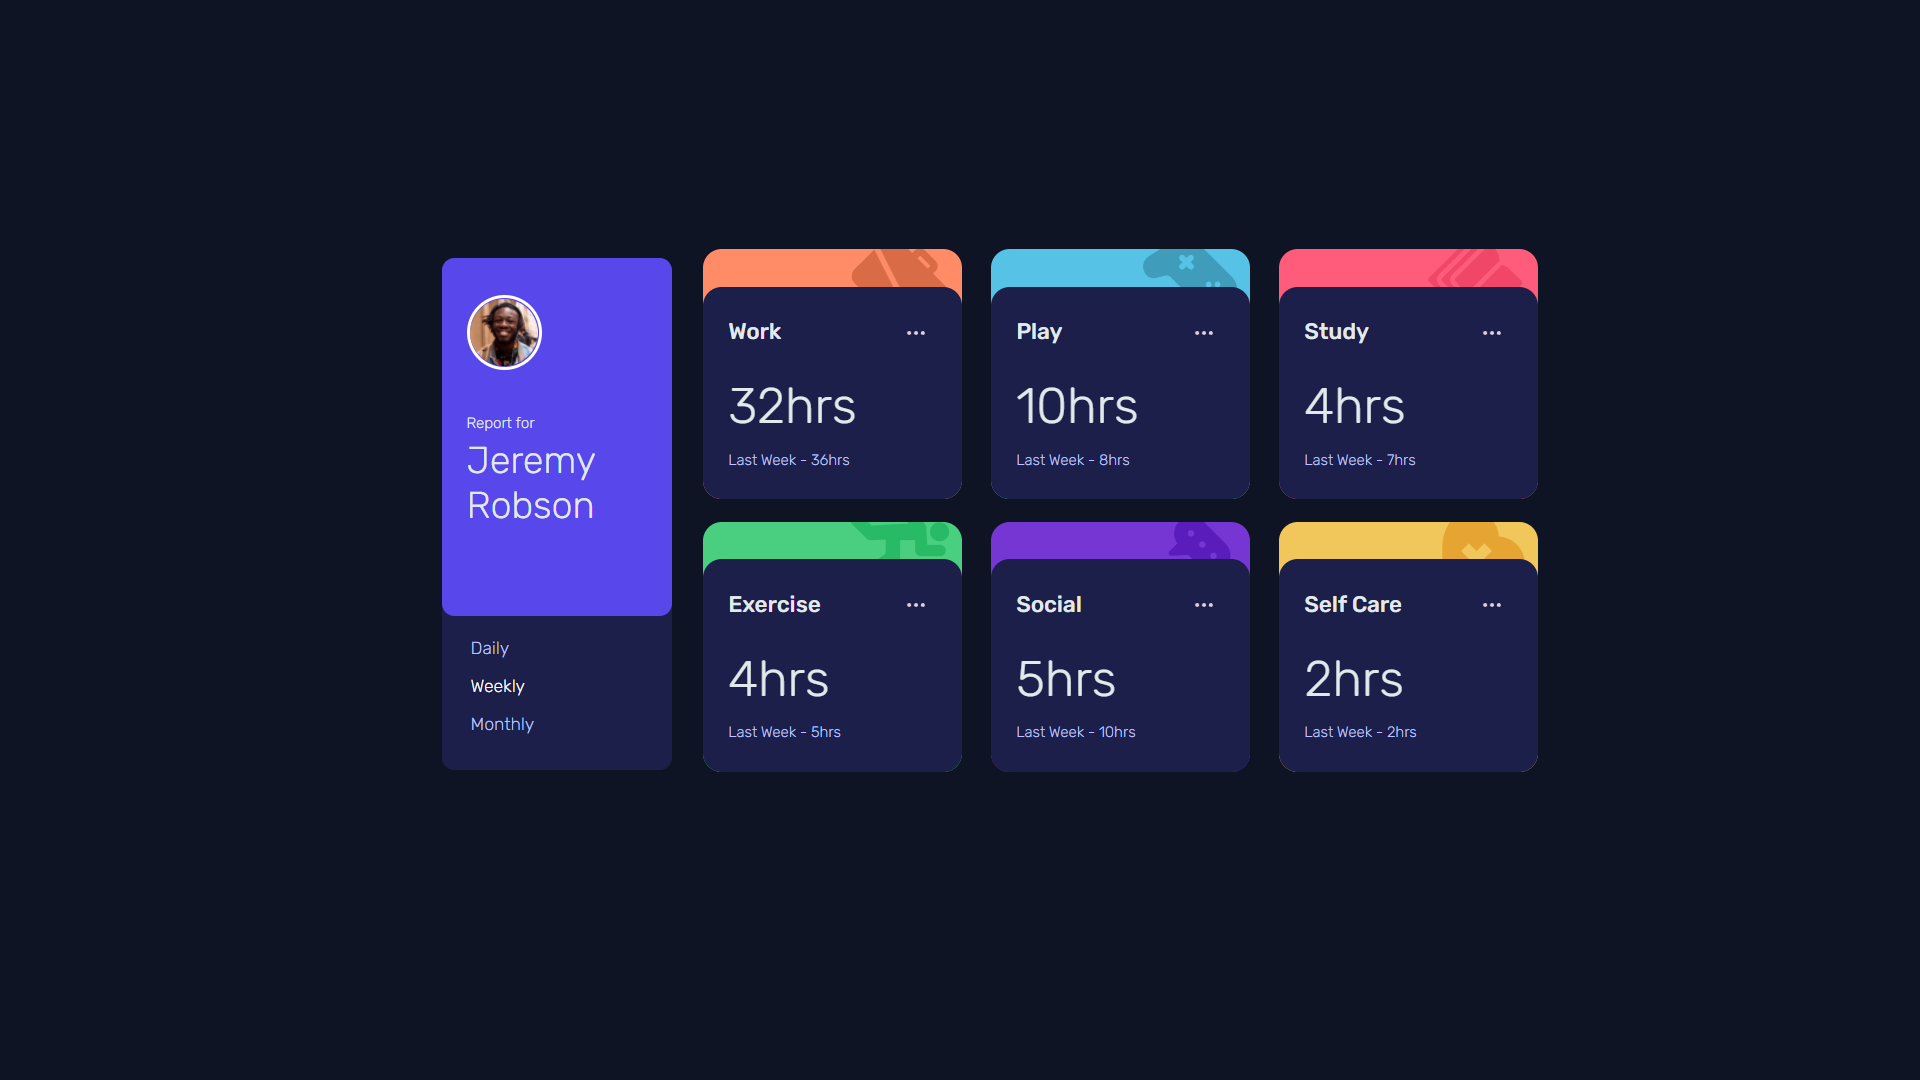 Report for
Jeremy
Robson
Daily
Weekly
Monthly
Work
32hrs
Last Week - 36hrs
Play
10hrs
Last Week - 8hrs
Study
4hrs
Last Week - 7hrs
Exercise
4hrs
Last Week - 5hrs
Social
5hrs
Last Week - 10hrs
Self Care
2hrs
Last Week - 2hrs